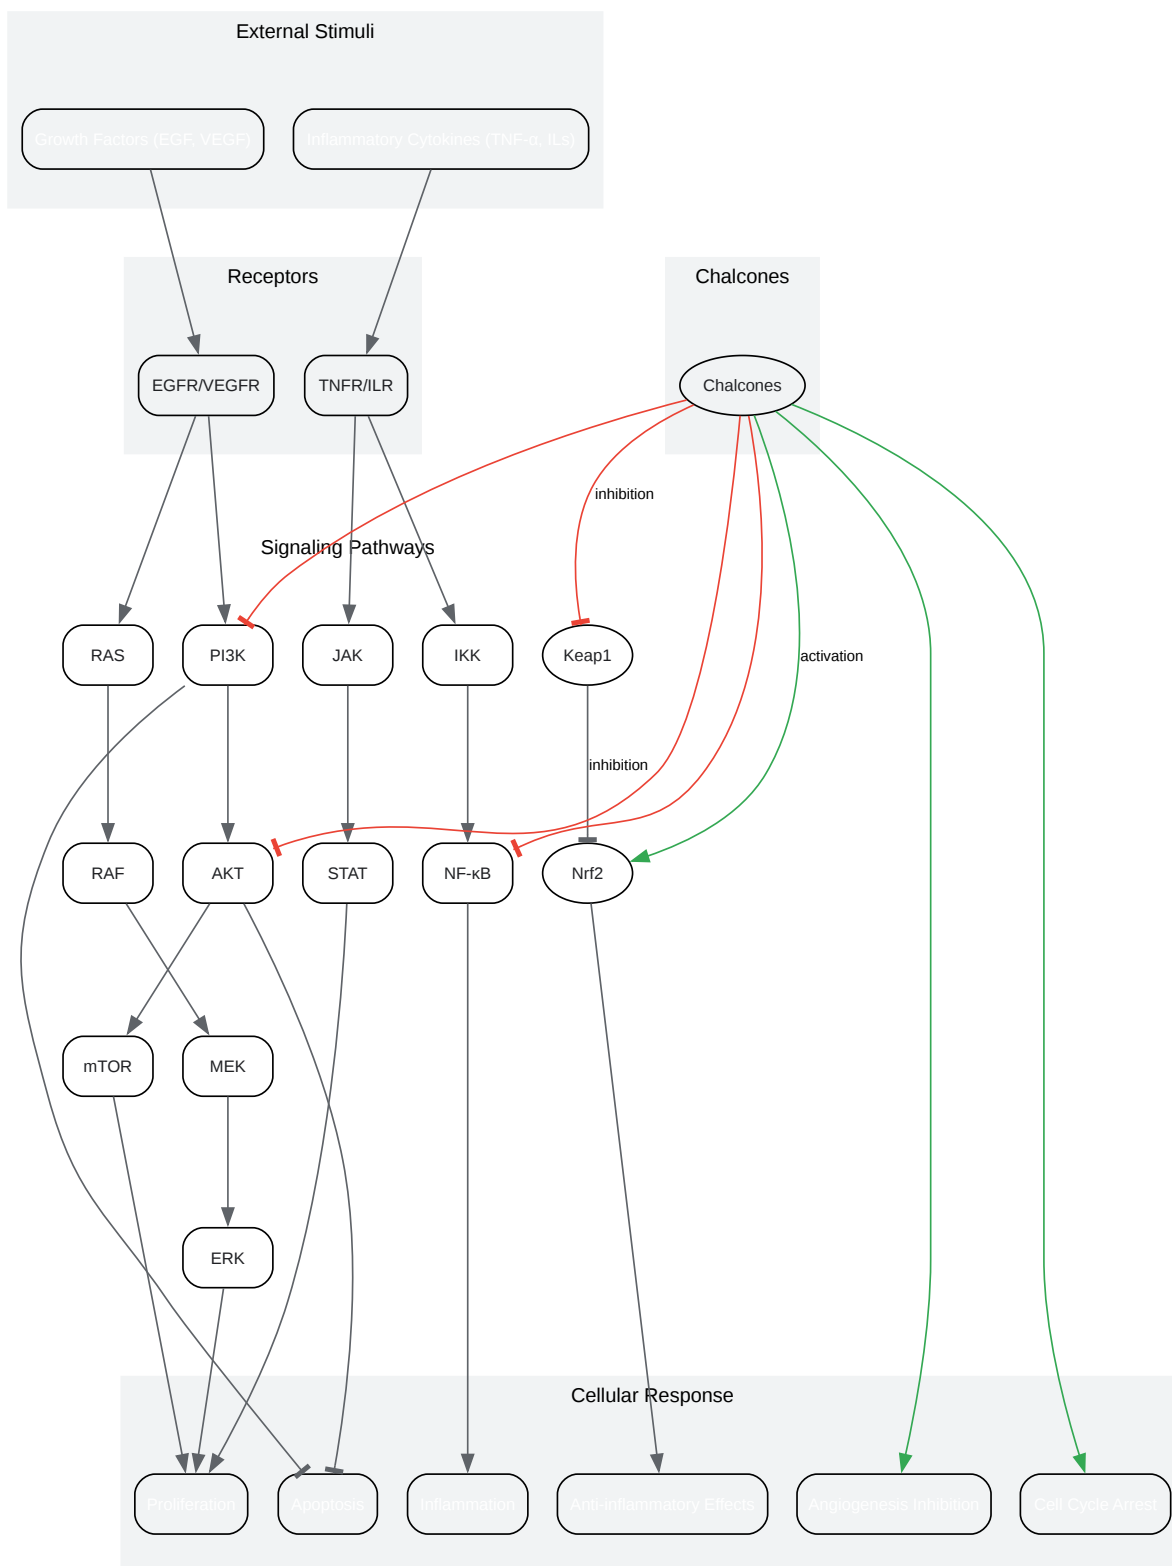 External Stimuli
Growth Factors (EGF, VEGF)
Inflammatory Cytokines (TNF-α, ILs)
Receptors
Chalcones
EGFR/VEGFR
TNFR/ILR
Chalcones
inhibition
Signaling Pathways
RAS
PI3K
JAK
IKK
Keap1
activation
inhibition
RAF
AKT
STAT
NF-κB
Nrf2
mTOR
MEK
ERK
Cellular Response
Proliferation
Apoptosis
Inflammation
Anti-inflammatory Effects
Angiogenesis Inhibition
Cell Cycle Arrest